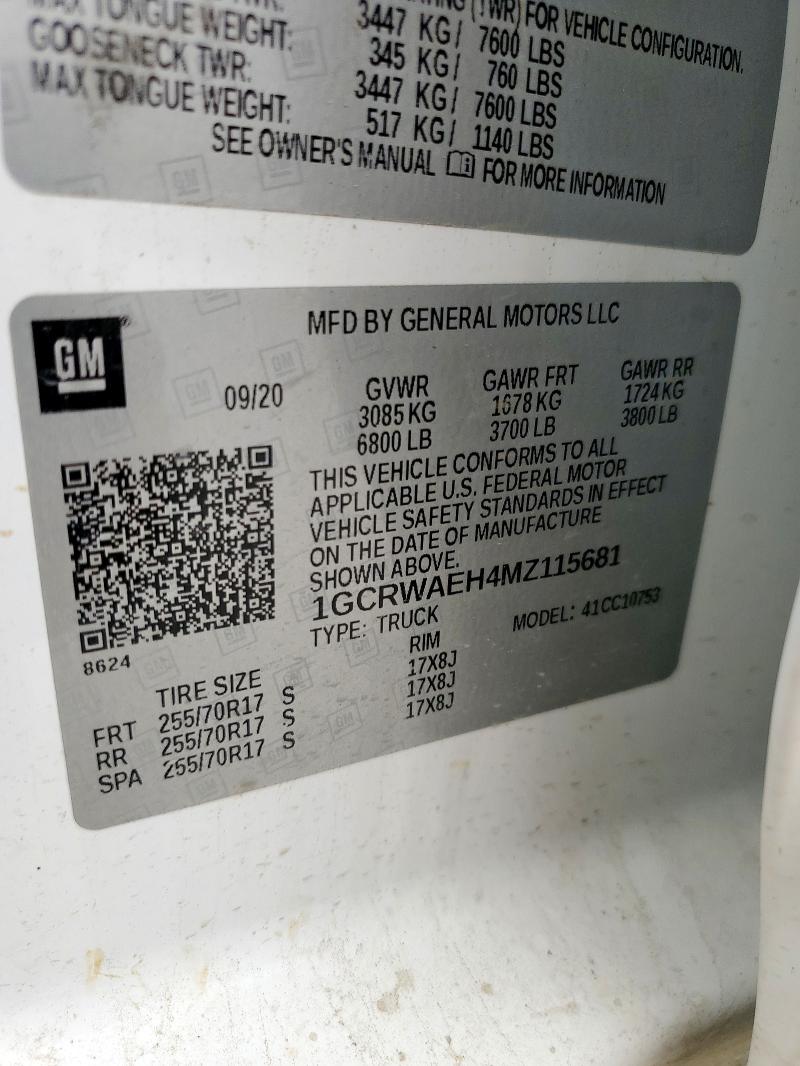 MAX TONGUE WEIGHT:
GOOSENECK TWR:
MAX TONGUE WEIGHT:
(TWR) FOR VEHICLE CONFIGURATION.
3447 KG/ 7600 LBS
345 KG/ 760 LBS
3447 KG/ 7600 LBS
517 KG/ 1140 LBS
SEE OWNER'S MANUAL FOR MORE INFORMATION
GM
MFD BY GENERAL MOTORS LLC
09/20
GVWR GAWR FRT GAWR RR
3085 KG 1678 KG 1724 KG
6800 LB 3700 LB 3800 LB
THIS VEHICLE CONFORMS TO ALL
APPLICABLE U.S. FEDERAL MOTOR
VEHICLE SAFETY STANDARDS IN EFFECT
ON THE DATE OF MANUFACTURE
SHOWN ABOVE.
1GCRWAEH4MZ115681
TYPE: TRUCK MODEL: 41CC10753
8624
TIRE SIZE RIM
FRT 255/70R17 S 17X8J
RR 255/70R17 S 17X8J
SPA 255/70R17 S 17X8J